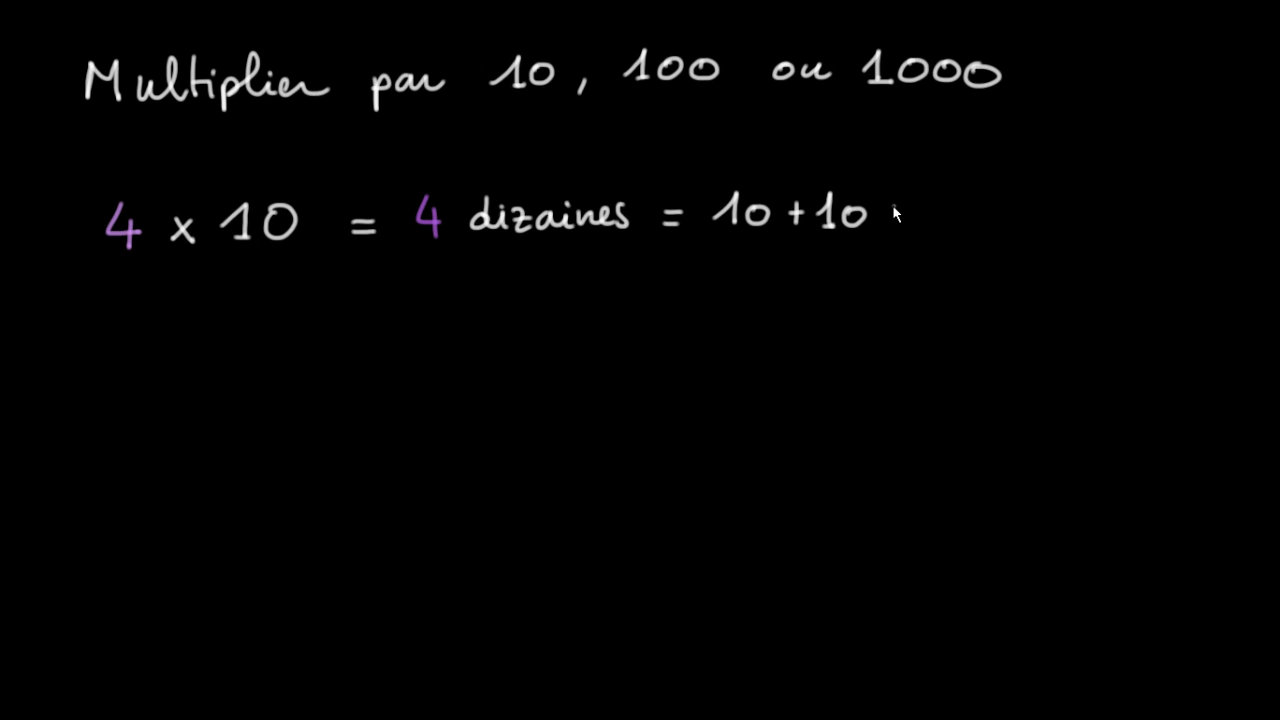 Multiplier par 10, 100 ou 1000
4 x 10 = 4 dizaines = 10 + 10